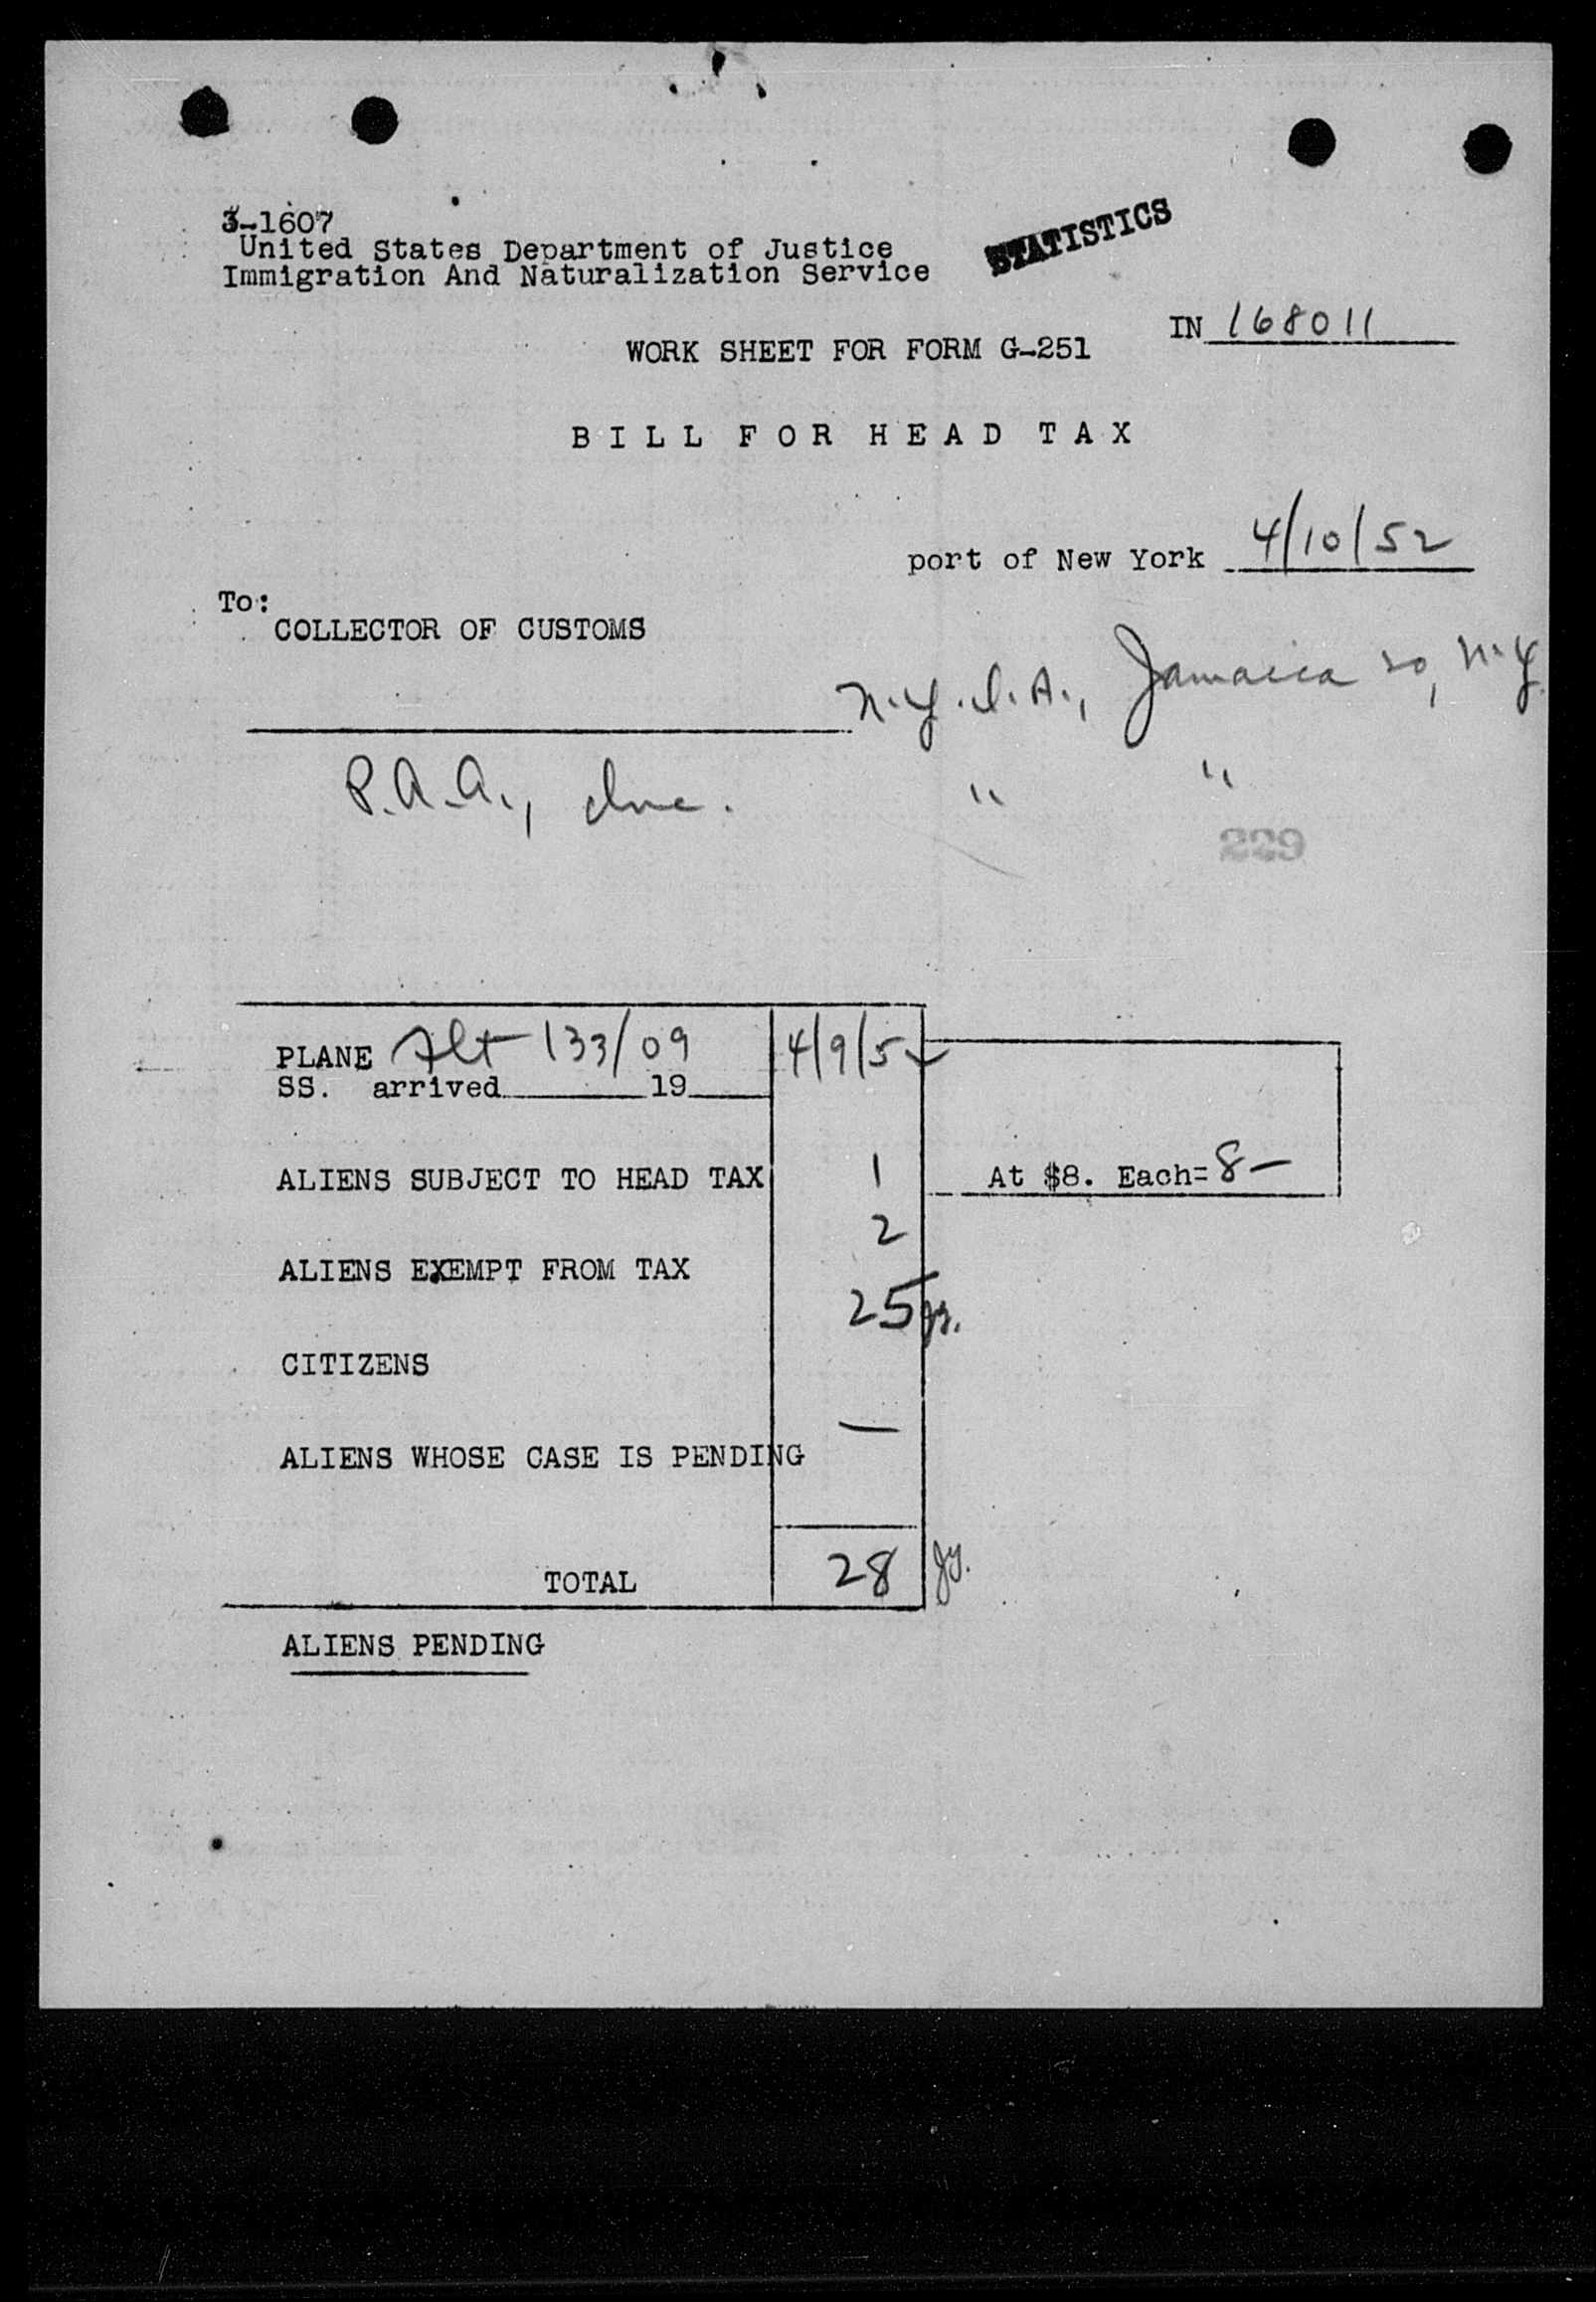 3-1607
United States Department of Justice
Immigration And Naturalization Service
STATISTICS
IN 168011
WORK SHEET FOR FORM G-251
BILL FOR HEAD TAX
port of New York 4/10/52
To:
COLLECTOR OF CUSTOMS
N.Y.I.A., Jamaica 20, N.Y.
P.A.A., Inc. " "
229
PLANE Flt 133/09 4/9/52
SS. arrived 19
ALIENS SUBJECT TO HEAD TAX 1 At $8. Each= 8—
ALIENS EXEMPT FROM TAX 2
CITIZENS 25
ALIENS WHOSE CASE IS PENDING —
TOTAL 28
ALIENS PENDING